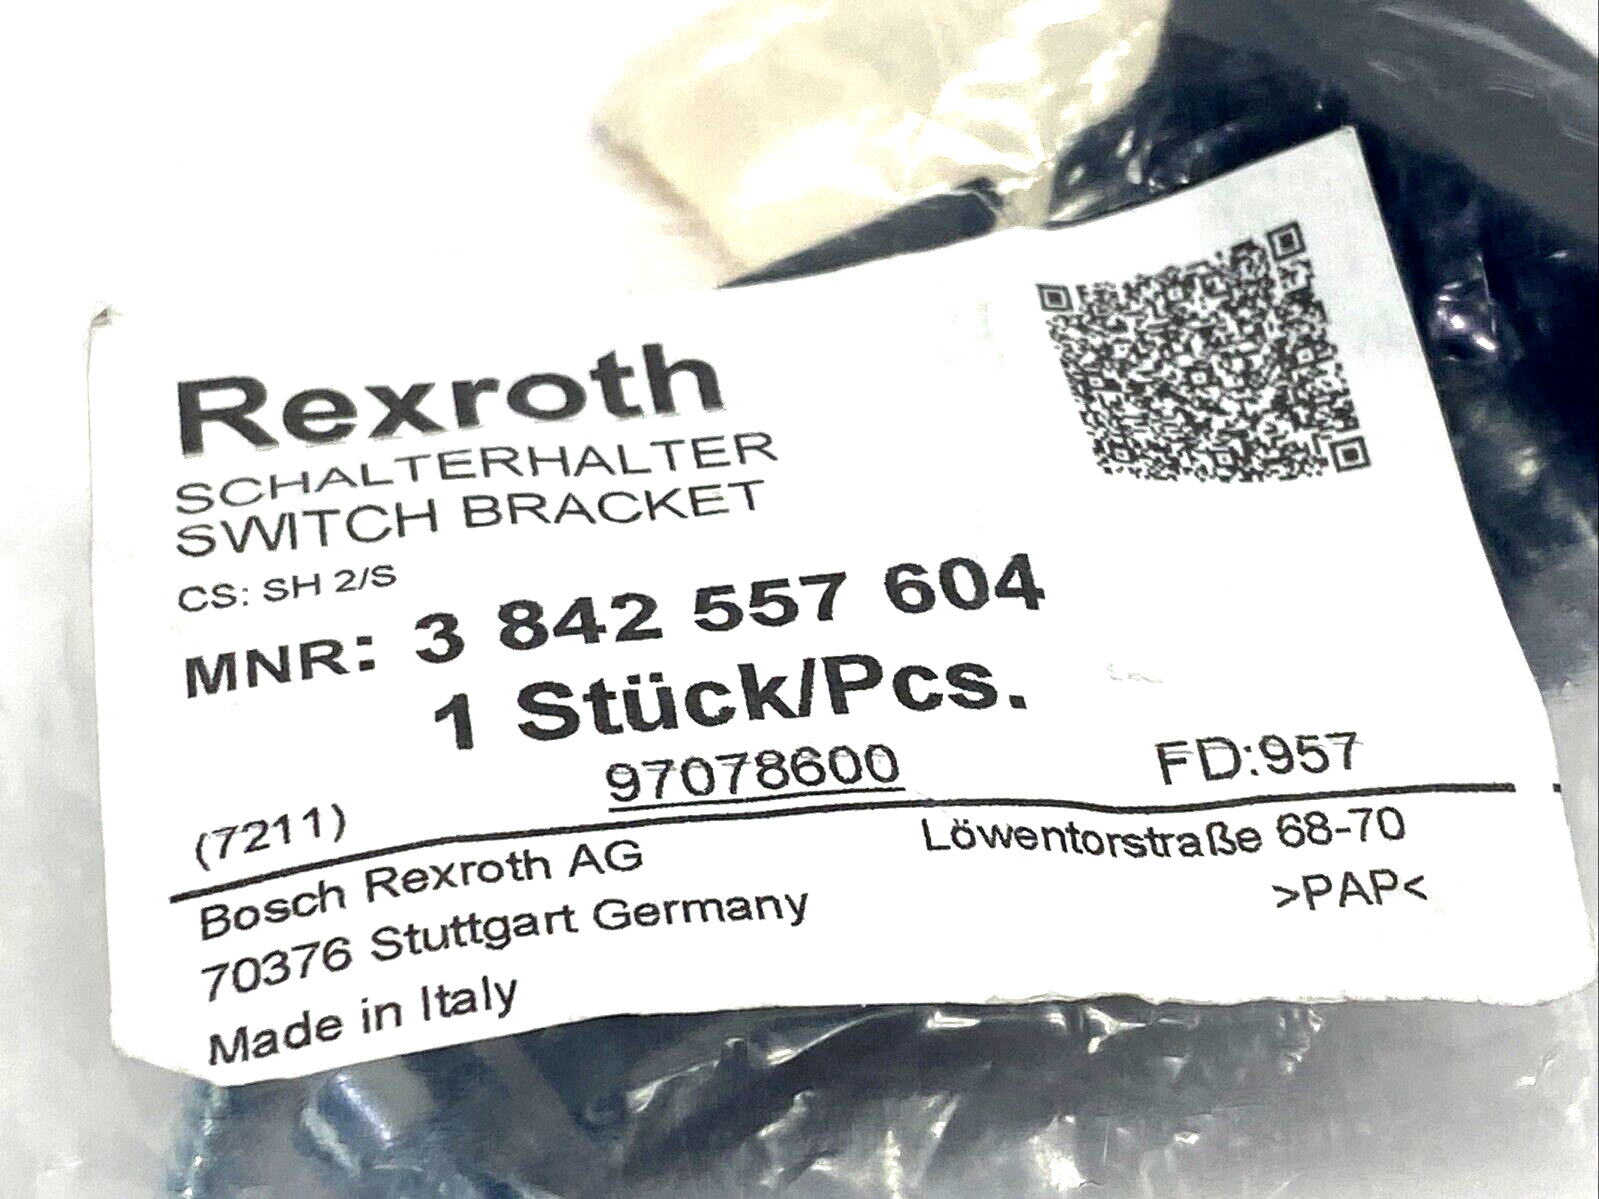 Rexroth
SCHALTERHALTER
SWITCH BRACKET
CS: SH 2/S
MNR: 3 842 557 604
1 Stück/Pcs.
97078600 FD:957
(7211)
Bosch Rexroth AG Löwentorstraße 68-70
70376 Stuttgart Germany >PAP<
Made in Italy